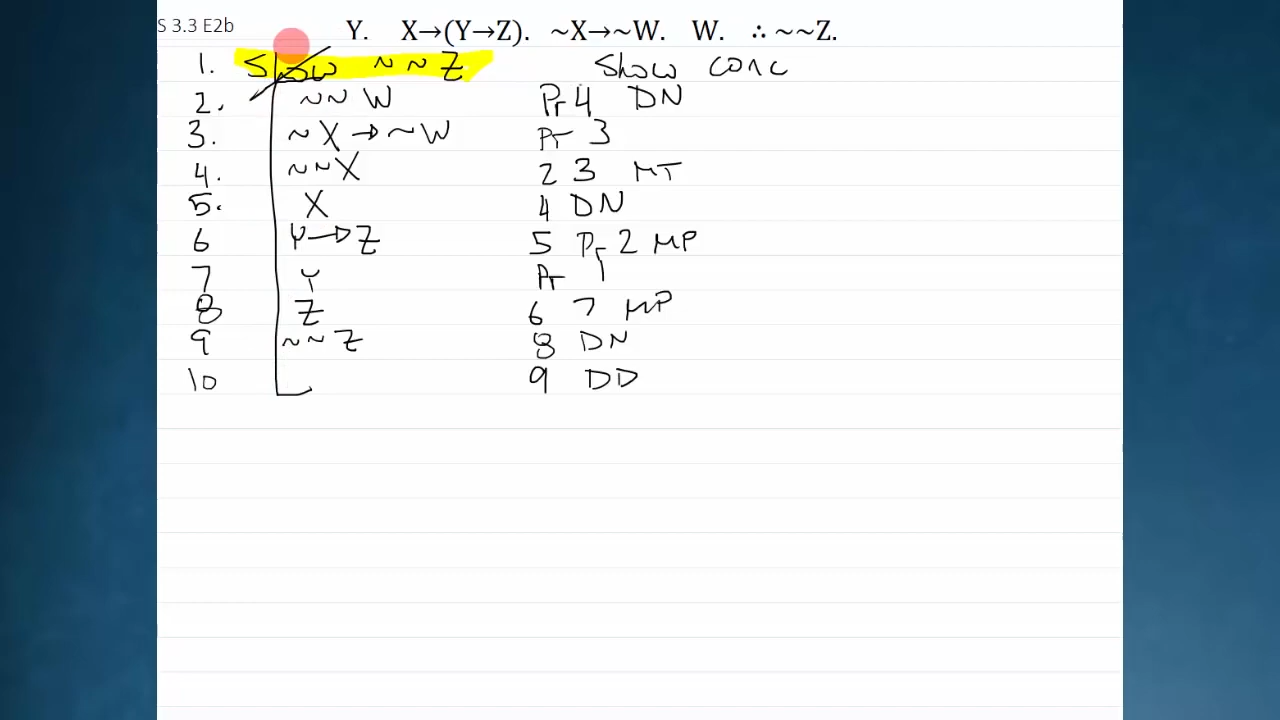 S 3.3 E2b Y. X→(Y→Z). ~X→~W. W. ∴ ~~Z.
1. Show ~~Z Show conc
2. ~~W Pr 4 DN
3. ~X→~W Pr 3
4. ~~X 2 3 MT
5. X 4 DN
6 Y→Z 5 Pr 2 MP
7 Y Pr 1
8 Z 6 7 MP
9 ~~Z 8 DN
10 9 DD